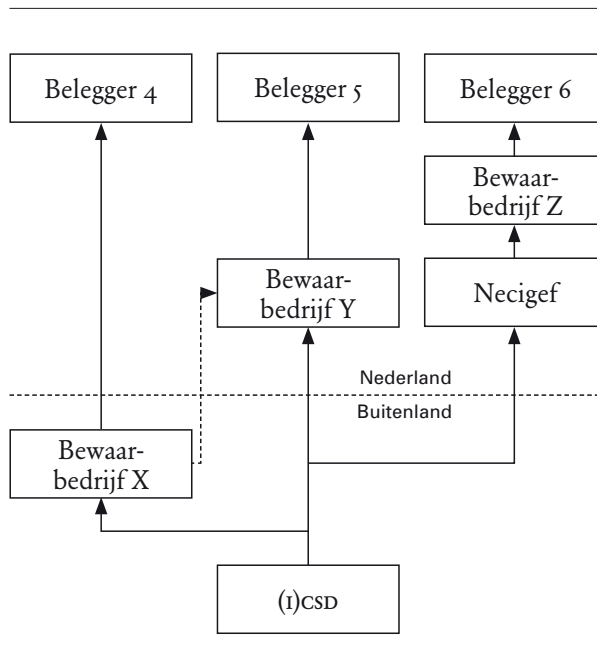 Belegger 4
Belegger 5
Belegger 6
Bewaar-
bedrijf Z
Bewaar-
bedrijf Y
Necigef
Nederland
Buitenland
Bewaar-
bedrijf X
(I)CSD